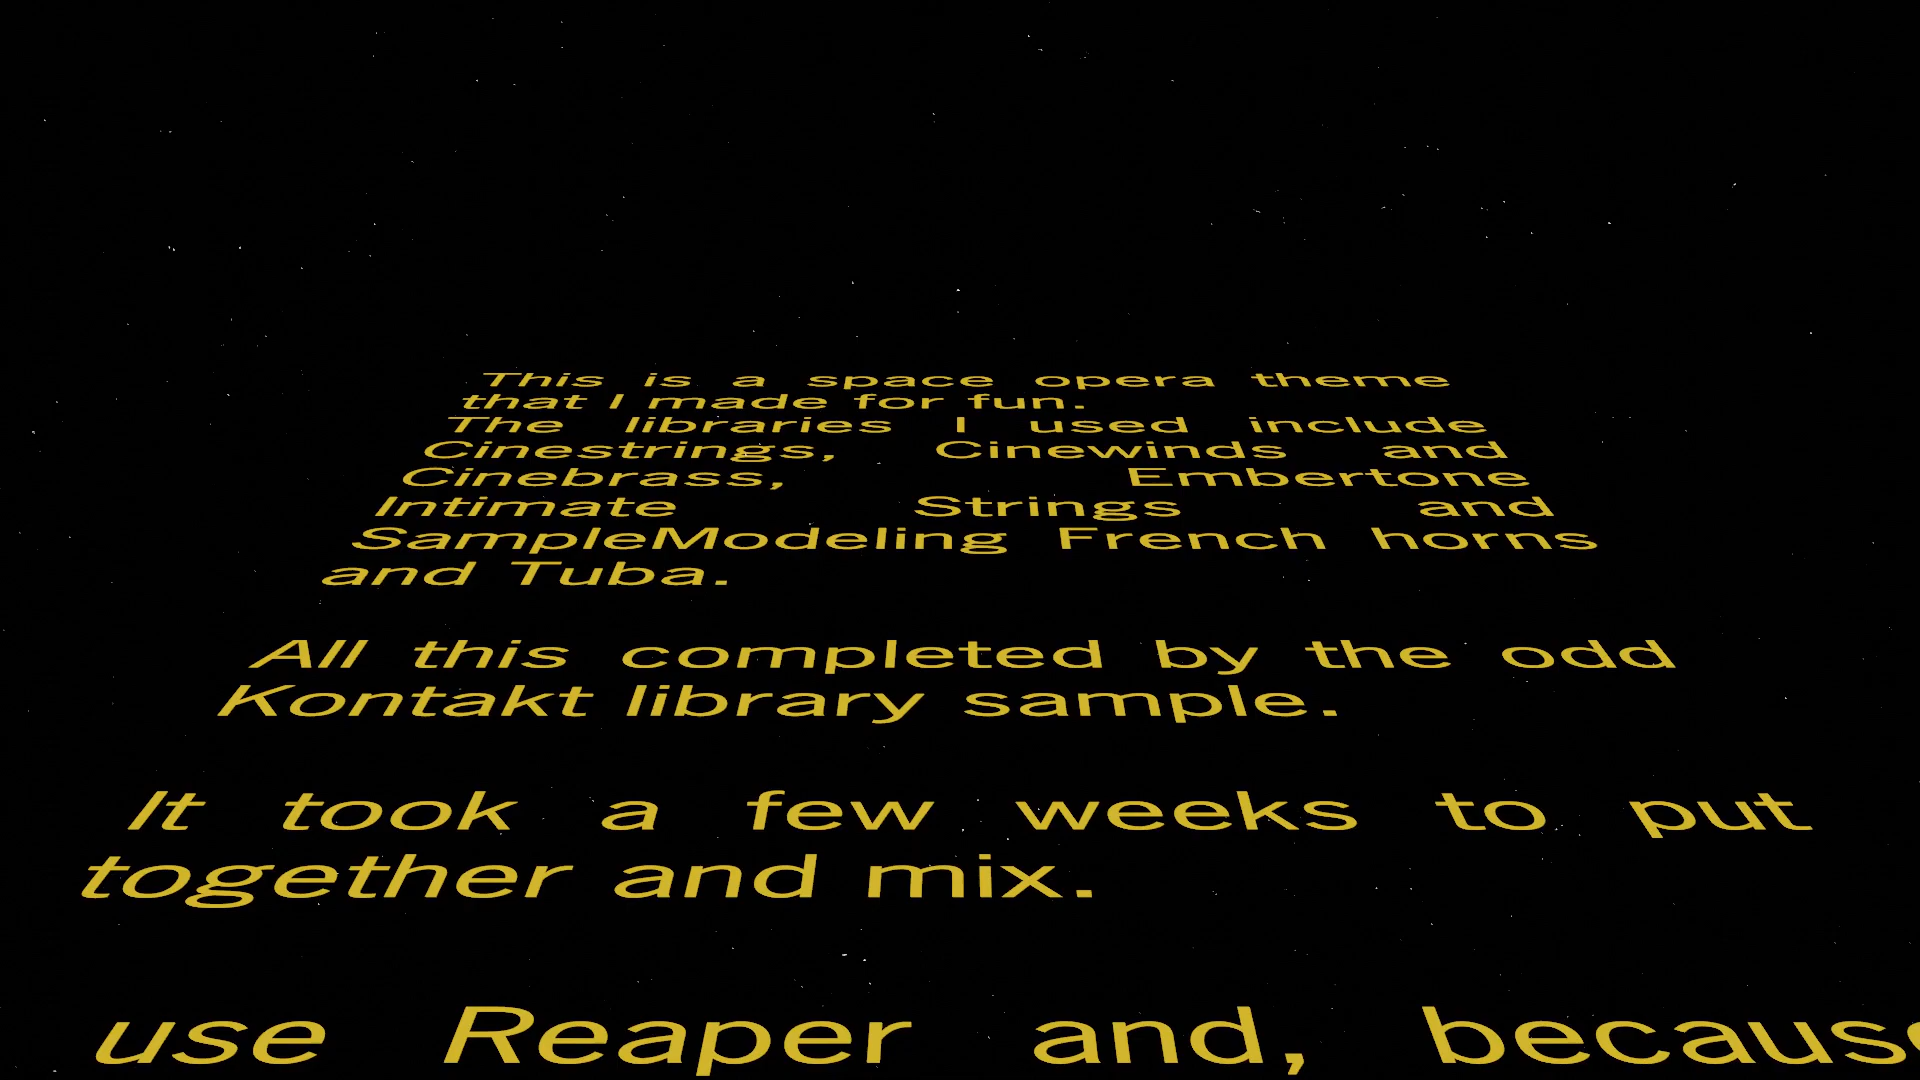 This is a space opera theme
that I made for fun.
The libraries I used include
Cinestrings, Cinewinds and
Cinebrass, Embertone
Intimate Strings and
SampleModeling French horns
and Tuba.
All this completed by the odd
Kontakt library sample.
It took a few weeks to put
together and mix.
use Reaper and, because